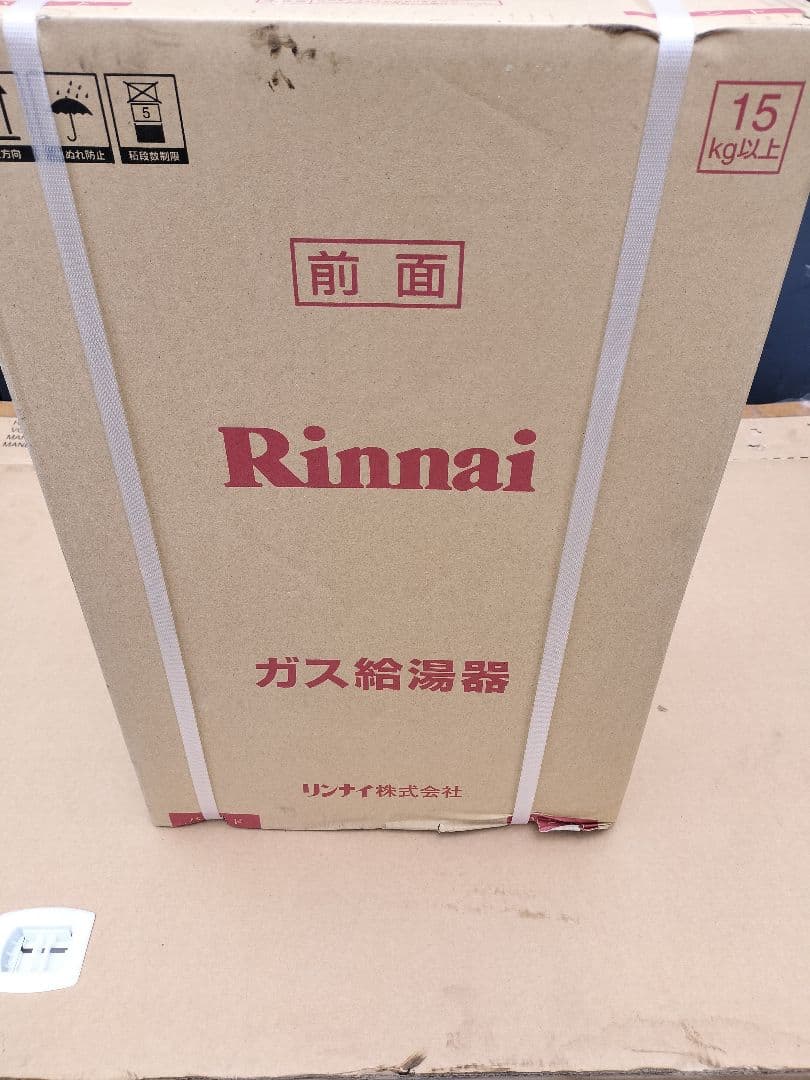 方向
ぬれ防止
5
積段数制限
15
kg以上
前面
Rinnai
ガス給湯器
リンナイ株式会社